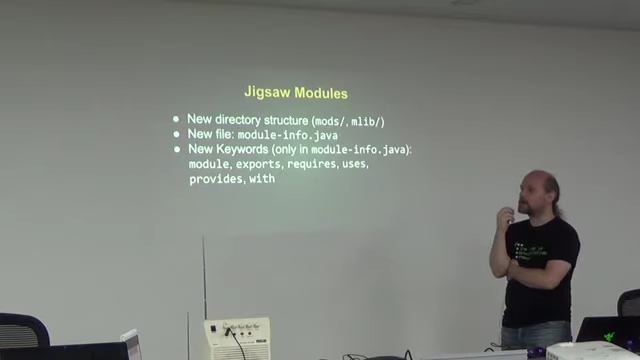 Jigsaw Modules
● New directory structure (mods/, mlib/)
● New file: module-info.java
● New Keywords (only in module-info.java):
module, exports, requires, uses,
provides, with